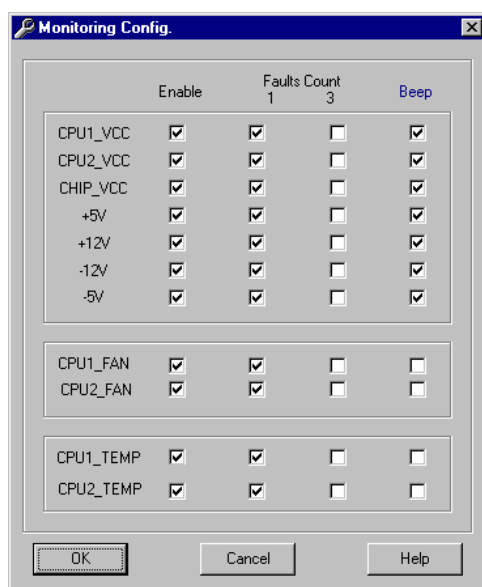 Monitoring Config.
Enable Faults Count Beep
1 3
CPU1_VCC
CPU2_VCC
CHIP_VCC
+5V
+12V
-12V
-5V
CPU1_FAN
CPU2_FAN
CPU1_TEMP
CPU2_TEMP
OK Cancel Help